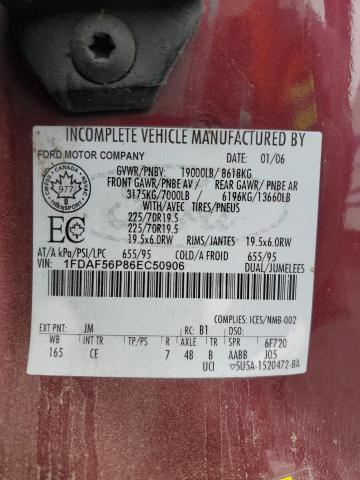 INCOMPLETE VEHICLE MANUFACTURED BY
FORD MOTOR COMPANY DATE: 01/06
GVWR/PNBV: 19000LB/ 8618KG
FRONT GAWR/PNBE AV / REAR GAWR/PNBE AR
3175KG/7000LB 6196KG/13660LB
WITH/AVEC TIRES/PNEUS
225/70R19.5
225/70R19.5
19.5x6.0RW RIMS/JANTES 19.5x6.0RW
AT/A kPa/PSI/LPC 655/95 COLD/A FROID 655/95
VIN: 1FDAF56P86EC50906 DUAL/JUMELEES
CANADA
977
EC
COMPLIES: ICES/NMB-002
EXT PNT: JM RC: B1 DSO:
WB INT TR TP/PS R AXLE TR SPR 6F720
165 CE 7 48 B AABB J05
UCI 5U5A-1520472-BA